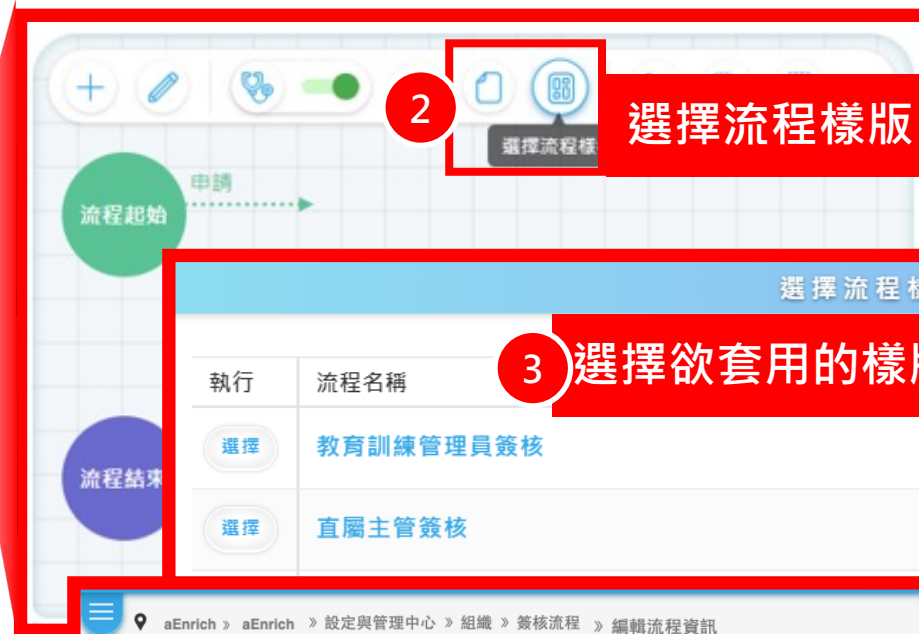 2
選擇流程樣版
選擇流程樣
申請
流程起始
選擇流程
3
選擇欲套用的樣版
執行
流程名稱
選擇
教育訓練管理員簽核
流程結束
選擇
直屬主管簽核
aEnrich » aEnrich » 設定與管理中心 » 組織 » 簽核流程 » 編輯流程資訊